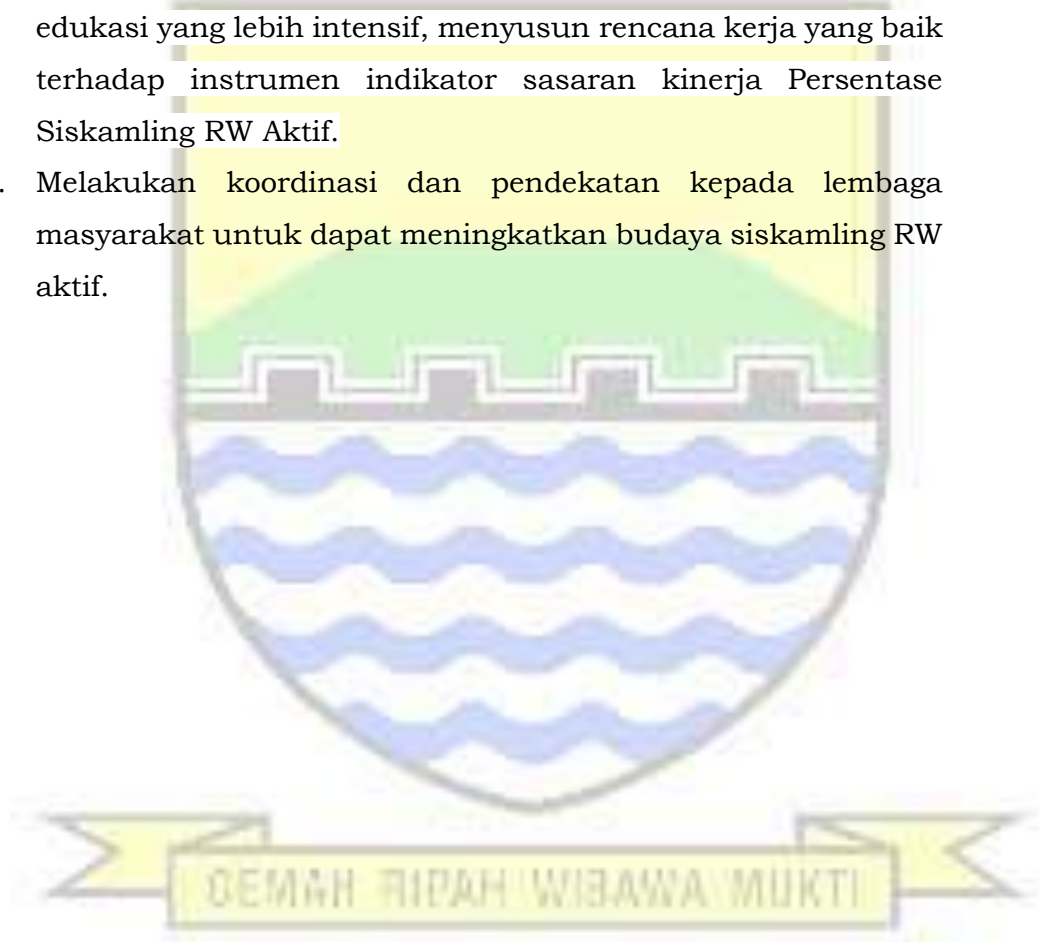 edukasi yang lebih intensif, menyusun rencana kerja yang baik
terhadap instrumen indikator sasaran kinerja Persentase
Siskamling RW Aktif.
. Melakukan koordinasi dan pendekatan kepada lembaga
masyarakat untuk dapat meningkatkan budaya siskamling RW
aktif.
GEMAH RIPAH WIBAWA MUKTI